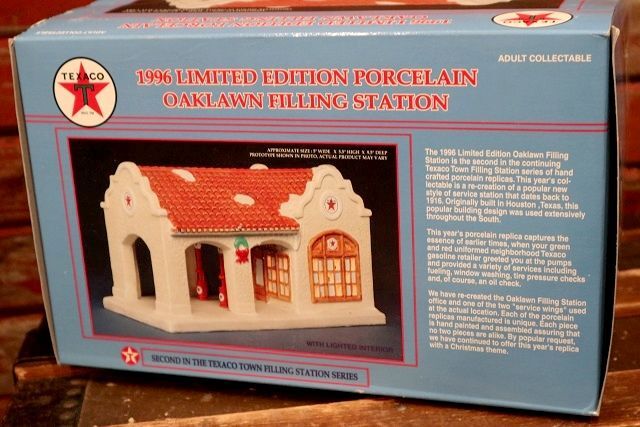 TEXACO
T
1996 LIMITED EDITION PORCELAIN
OAKLAWN FILLING STATION
ADULT COLLECTABLE
APPROXIMATE SIZE: 9" WIDE X 5.5" HIGH X 9.5" DEEP
PROTOTYPE SHOWN IN PHOTO, ACTUAL PRODUCT MAY VARY
WITH LIGHTED INTERIOR
SECOND IN THE TEXACO TOWN FILLING STATION SERIES
The 1996 Limited Edition Oaklawn Filling
Station is the second in the continuing
Texaco Town Filling Station series of hand
crafted porcelain replicas. This year's col-
lectable is a re-creation of a popular new
style of service station that dates back to
1916. Originally built in Houston ,Texas, this
popular building design was used extensively
throughout the South.
This year's porcelain replica captures the
essence of earlier times, when your green
and red uniformed neighborhood Texaco
gasoline retailer greeted you at the pumps
and provided a variety of services including
fueling, window washing, tire pressure checks
and, of course, an oil check.
We have re-created the Oaklawn Filling Station
office and one of the two "service wings" used
at the actual location. Each of the porcelain
replicas manufactured is unique. Each piece
is hand painted and assembled assuring that
no two pieces are alike. By popular request,
we have continued to offer this year's replica
with a Christmas theme.